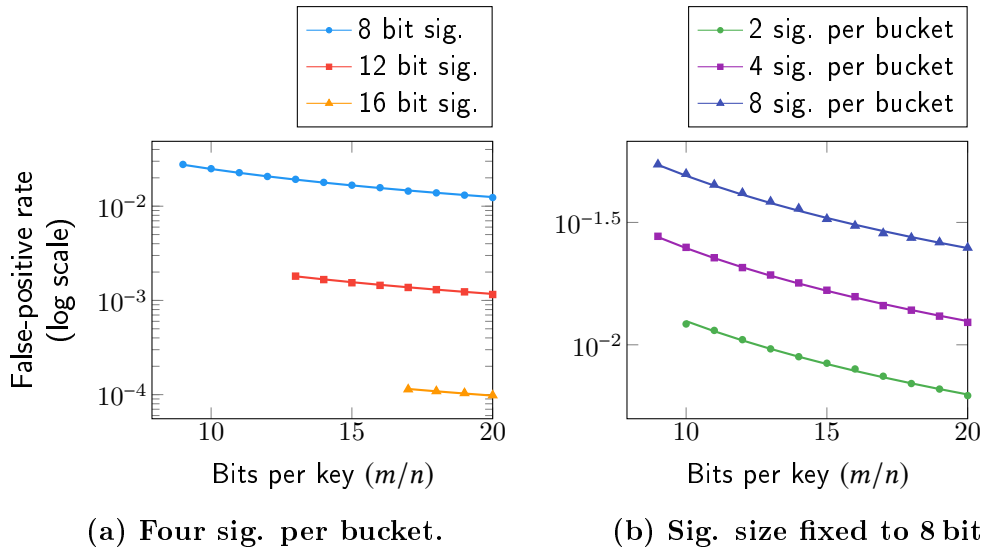 8 bit sig.
12 bit sig.
16 bit sig.
2 sig. per bucket
4 sig. per bucket
8 sig. per bucket
False-positive rate
(log scale)
10^−2
10^−3
10^−4
10
15
20
Bits per key (m/n)
10^−1.5
10^−2
10
15
20
Bits per key (m/n)
(a) Four sig. per bucket.
(b) Sig. size fixed to 8 bit